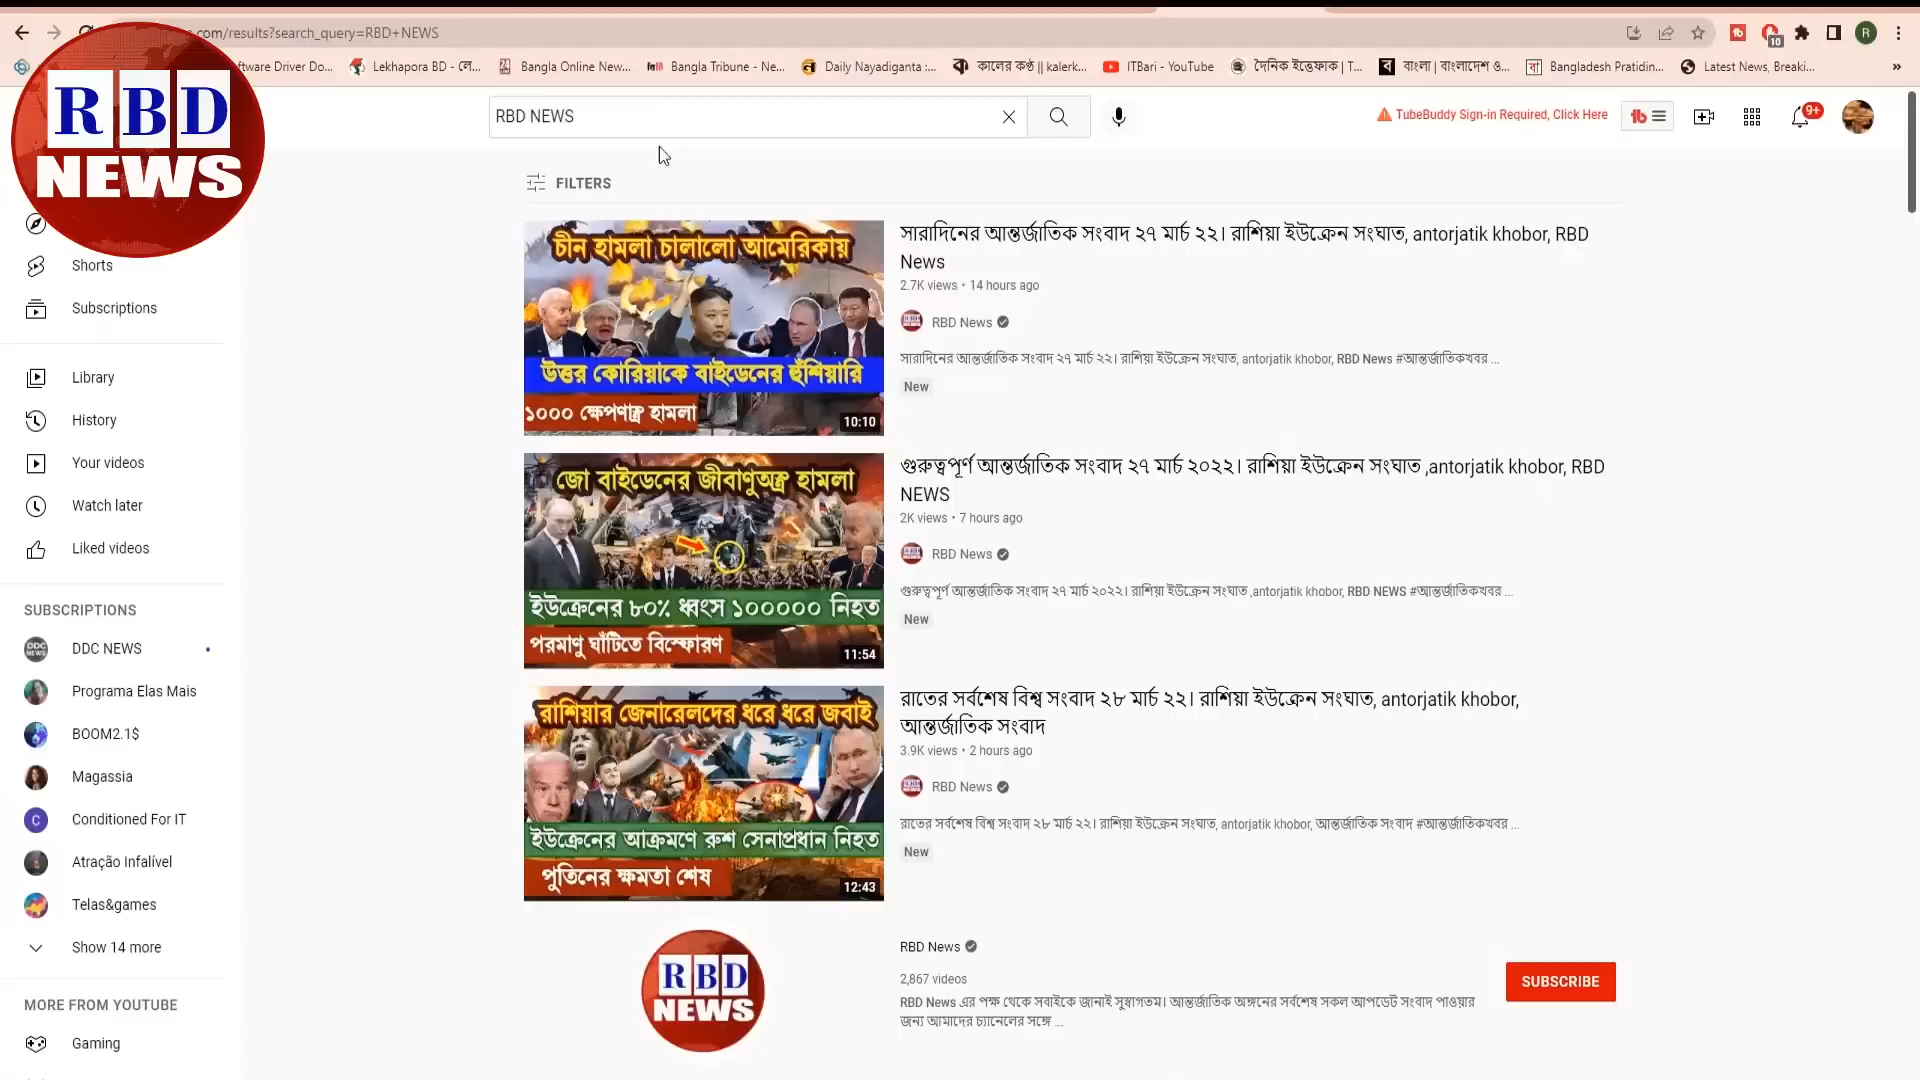 .com/results?search_query=RBD+NEWS
10
R
ftware Driver Do...
Lekhapora BD - লে...
Bangla Online New...
Bangla Tribune - Ne...
Daily Nayadiganta :...
কালের কণ্ঠ || kalerk...
ITBari - YouTube
দৈনিক ইত্তেফাক | T...
বাংলা | বাংলাদেশ ও...
Bangladesh Pratidin...
Latest News, Breaki...
»
RBD
NEWS
RBD NEWS
TubeBuddy Sign-in Required, Click Here
9+
FILTERS
Shorts
Subscriptions
Library
History
Your videos
Watch later
Liked videos
SUBSCRIPTIONS
DDC NEWS
Programa Elas Mais
BOOM2.1$
Magassia
Conditioned For IT
Atração Infalível
Telas&games
Show 14 more
MORE FROM YOUTUBE
Gaming
চীন হামলা চালালো আমেরিকায়
উত্তর কোরিয়াকে বাইডেনের হুঁশিয়ারি
১০০০ ক্ষেপণাস্ত্র হামলা
10:10
সারাদিনের আন্তর্জাতিক সংবাদ ২৭ মার্চ ২২। রাশিয়া ইউক্রেন সংঘাত, antorjatik khobor, RBD
News
2.7K views • 14 hours ago
RBD News
সারাদিনের আন্তর্জাতিক সংবাদ ২৭ মার্চ ২২। রাশিয়া ইউক্রেন সংঘাত, antorjatik khobor, RBD News #আন্তর্জাতিকখবর ...
New
জো বাইডেনের জীবাণুঅস্ত্র হামলা
ইউক্রেনের ৮০% ধ্বংস ১০০০০০ নিহত
পরমাণু ঘাঁটিতে বিস্ফোরণ
11:54
গুরুত্বপূর্ণ আন্তর্জাতিক সংবাদ ২৭ মার্চ ২০২২। রাশিয়া ইউক্রেন সংঘাত ,antorjatik khobor, RBD
NEWS
2K views • 7 hours ago
RBD News
গুরুত্বপূর্ণ আন্তর্জাতিক সংবাদ ২৭ মার্চ ২০২২। রাশিয়া ইউক্রেন সংঘাত ,antorjatik khobor, RBD NEWS #আন্তর্জাতিকখবর ...
New
রাশিয়ার জেনারেলদের ধরে ধরে জবাই
ইউক্রেনের আক্রমণে রুশ সেনাপ্রধান নিহত
পুতিনের ক্ষমতা শেষ
12:43
রাতের সর্বশেষ বিশ্ব সংবাদ ২৮ মার্চ ২২। রাশিয়া ইউক্রেন সংঘাত, antorjatik khobor,
আন্তর্জাতিক সংবাদ
3.9K views • 2 hours ago
RBD News
রাতের সর্বশেষ বিশ্ব সংবাদ ২৮ মার্চ ২২। রাশিয়া ইউক্রেন সংঘাত, antorjatik khobor, আন্তর্জাতিক সংবাদ #আন্তর্জাতিকখবর ...
New
RBD
NEWS
RBD News
2,867 videos
RBD News এর পক্ষ থেকে সবাইকে জানাই সুস্বাগতম। আন্তর্জাতিক অঙ্গনের সর্বশেষ সকল আপডেট সংবাদ পাওয়ার
জন্য আমাদের চ্যানেলের সঙ্গে ...
SUBSCRIBE